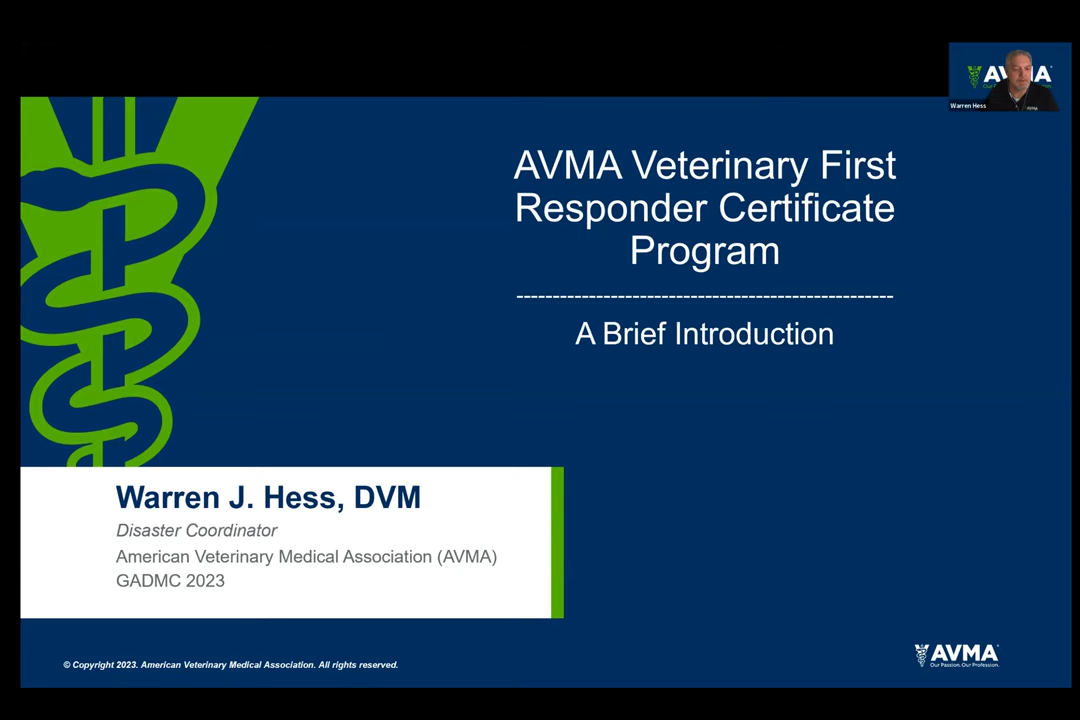 AVMA
Warren Hess
AVMA Veterinary First
Responder Certificate
Program
----------------------------------------------------
A Brief Introduction
Warren J. Hess, DVM
Disaster Coordinator
American Veterinary Medical Association (AVMA)
GADMC 2023
© Copyright 2023. American Veterinary Medical Association. All rights reserved.
AVMA
Our Passion. Our Profession.